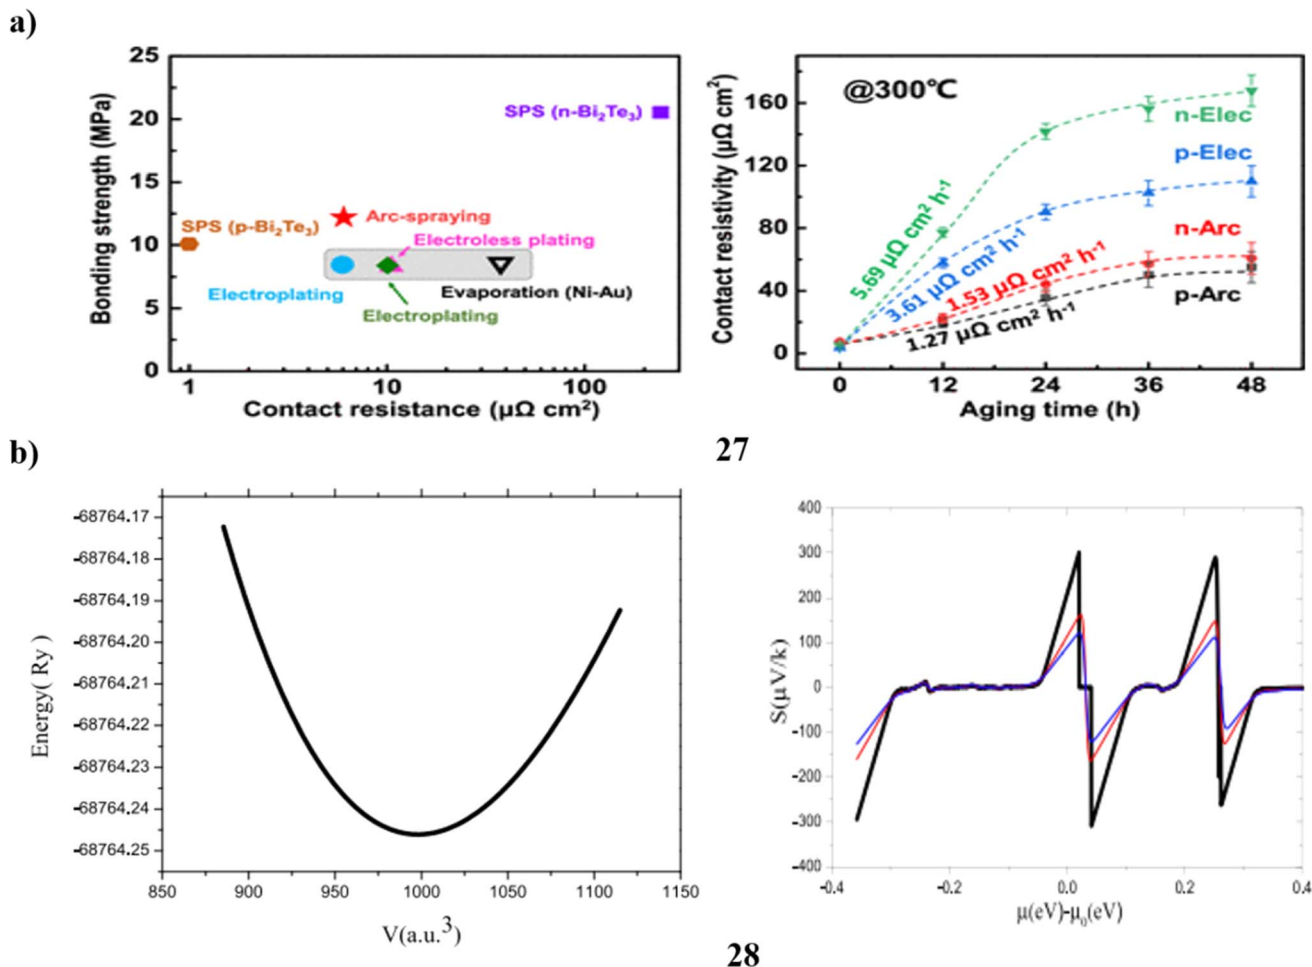 a)
25
20
15
10
5
0
Bonding strength (MPa)
SPS (n-Bi₂Te₃)
SPS (p-Bi₂Te₃)
Arc-spraying
Electroless plating
Electroplating
Evaporation (Ni-Au)
Electroplating
1 10 100
Contact resistance (μΩ cm²)
@300℃
160
120
80
40
0
Contact resistivity (μΩ cm²)
n-Elec
p-Elec
n-Arc
p-Arc
5.69 μΩ cm² h⁻¹
3.61 μΩ cm² h⁻¹
1.53 μΩ cm² h⁻¹
1.27 μΩ cm² h⁻¹
0 12 24 36 48
Aging time (h)
27
b)
-68764.17
-68764.18
-68764.19
-68764.20
-68764.21
-68764.22
-68764.23
-68764.24
-68764.25
Energy( Ry )
850 900 950 1000 1050 1100 1150
V(a.u.³)
400
300
200
100
0
-100
-200
-300
-400
S(μV/k)
-0.4 -0.2 0.0 0.2 0.4
μ(eV)-μ₀(eV)
28